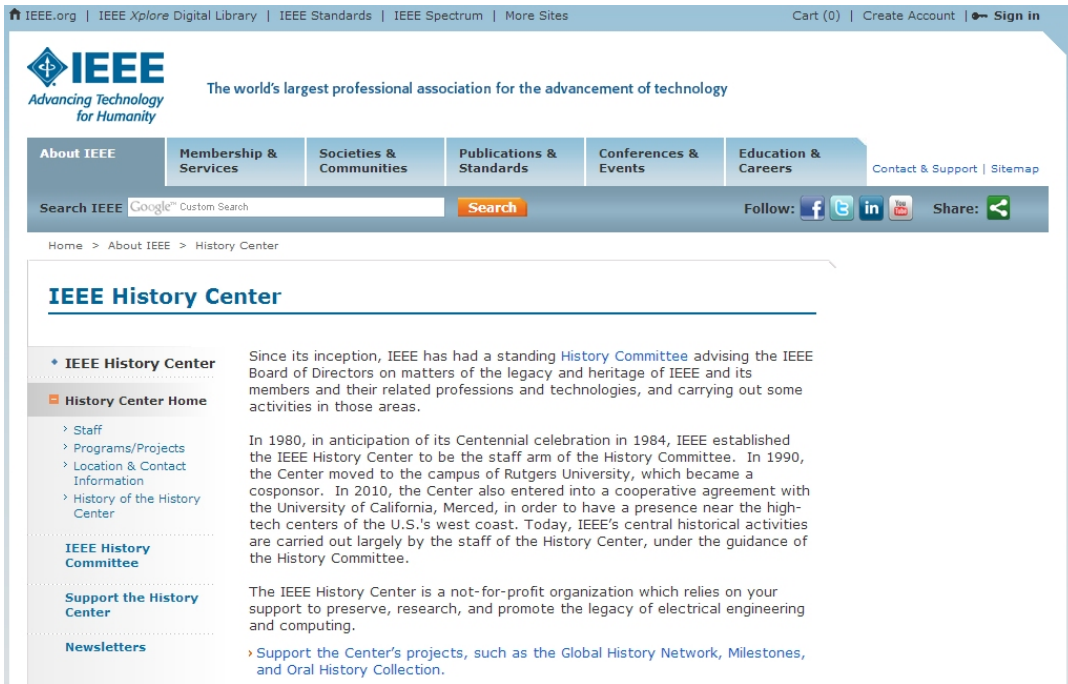 IEEE.org | IEEE Xplore Digital Library | IEEE Standards | IEEE Spectrum | More Sites
Cart (0) | Create Account | Sign in
IEEE
Advancing Technology
for Humanity
The world's largest professional association for the advancement of technology
About IEEE
Membership &
Services
Societies &
Communities
Publications &
Standards
Conferences &
Events
Education &
Careers
Contact & Support | Sitemap
Search IEEE Google™ Custom Search Search
Follow: f in You Tube Share:
Home > About IEEE > History Center
IEEE History Center
IEEE History Center
History Center Home
› Staff
› Programs/Projects
› Location & Contact
Information
› History of the History
Center
IEEE History
Committee
Support the History
Center
Newsletters
Since its inception, IEEE has had a standing History Committee advising the IEEE
Board of Directors on matters of the legacy and heritage of IEEE and its
members and their related professions and technologies, and carrying out some
activities in those areas.
In 1980, in anticipation of its Centennial celebration in 1984, IEEE established
the IEEE History Center to be the staff arm of the History Committee. In 1990,
the Center moved to the campus of Rutgers University, which became a
cosponsor. In 2010, the Center also entered into a cooperative agreement with
the University of California, Merced, in order to have a presence near the high-
tech centers of the U.S.'s west coast. Today, IEEE's central historical activities
are carried out largely by the staff of the History Center, under the guidance of
the History Committee.
The IEEE History Center is a not-for-profit organization which relies on your
support to preserve, research, and promote the legacy of electrical engineering
and computing.
› Support the Center's projects, such as the Global History Network, Milestones,
and Oral History Collection.